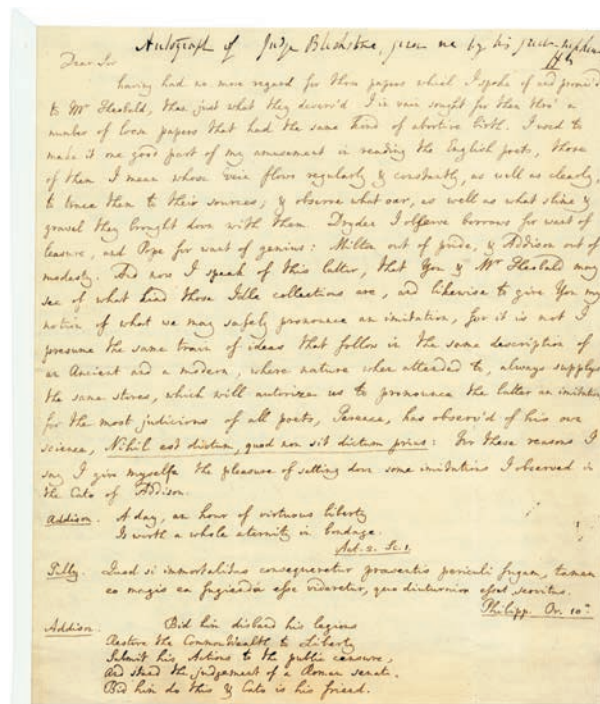 Autograph of Judge Blackstone, given me by his great-nephew
Dear Sir
having had no more regard for those papers which I spoke of and promis'd
to Mr Theobald, than just what they deserv'd I in vain sought for them thro' a
number of loose papers that had the same kind of abortive birth. I used to
make it one good part of my amusement in reading the English poets, those
of them I mean whose vein flows regularly & constantly, as well as clearly,
to trace them to their sources; & observe what oar, as well as what slime &
gravel they brought down with them. Dryden I observe borrows for want of
leasure, and Pope for want of genius: Milton out of pride, & Addison out of
modesty. And now I speak of this latter, that You & Mr Theobald may
see of what kind those Idle collections are, and likewise to give You my
notion of what we may safely pronounce an imitation, for it is not I
presume the same train of ideas that follow in the same description of
an Ancient and a modern, where nature when attended to, always supplys
the same stores, which will autorize us to pronounce the latter an imitation,
for the most judicious of all poets, Terence, has observ'd of his own
science, Nihil est dictum, quod non sit dictum prius: For these reasons I
say I give myselfe the pleasure of setting down some imitations I observed in
the Cato of Addison.
Addison. A day, an hour of virtuous liberty
Is worth a whole eternity in bondage.
Act. 2. Sc. 1.
Tully. Quod si immortalitas consequeretur præsentis periculi fugam, tamen
eo magis ea fugienda esse videretur, quo diuturnior esset servitus.
Philipp. Or. 10ª
Addison. Bid him disband his legions
Restore the Commonwealth to Liberty
Submit his Actions to the public censure,
And stand the judgement of a Roman senate.
Bid him do this & Cato is his friend.